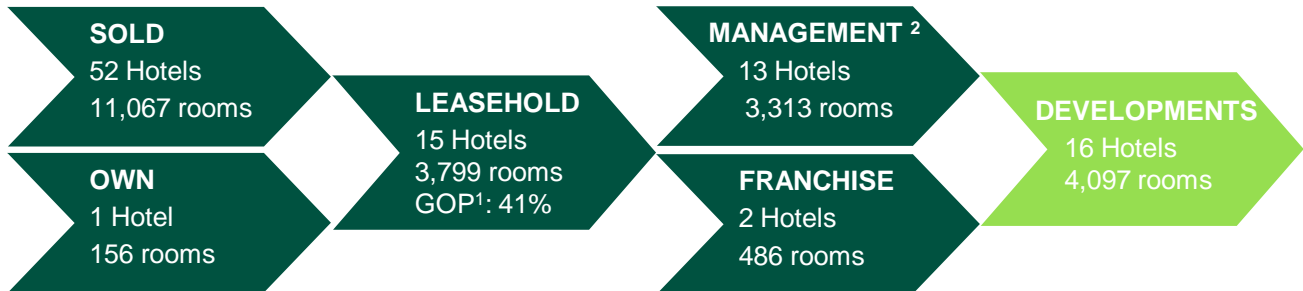 SOLD
52 Hotels
11,067 rooms
OWN
1 Hotel
156 rooms
LEASEHOLD
15 Hotels
3,799 rooms
GOP¹: 41%
MANAGEMENT ²
13 Hotels
3,313 rooms
FRANCHISE
2 Hotels
486 rooms
DEVELOPMENTS
16 Hotels
4,097 rooms